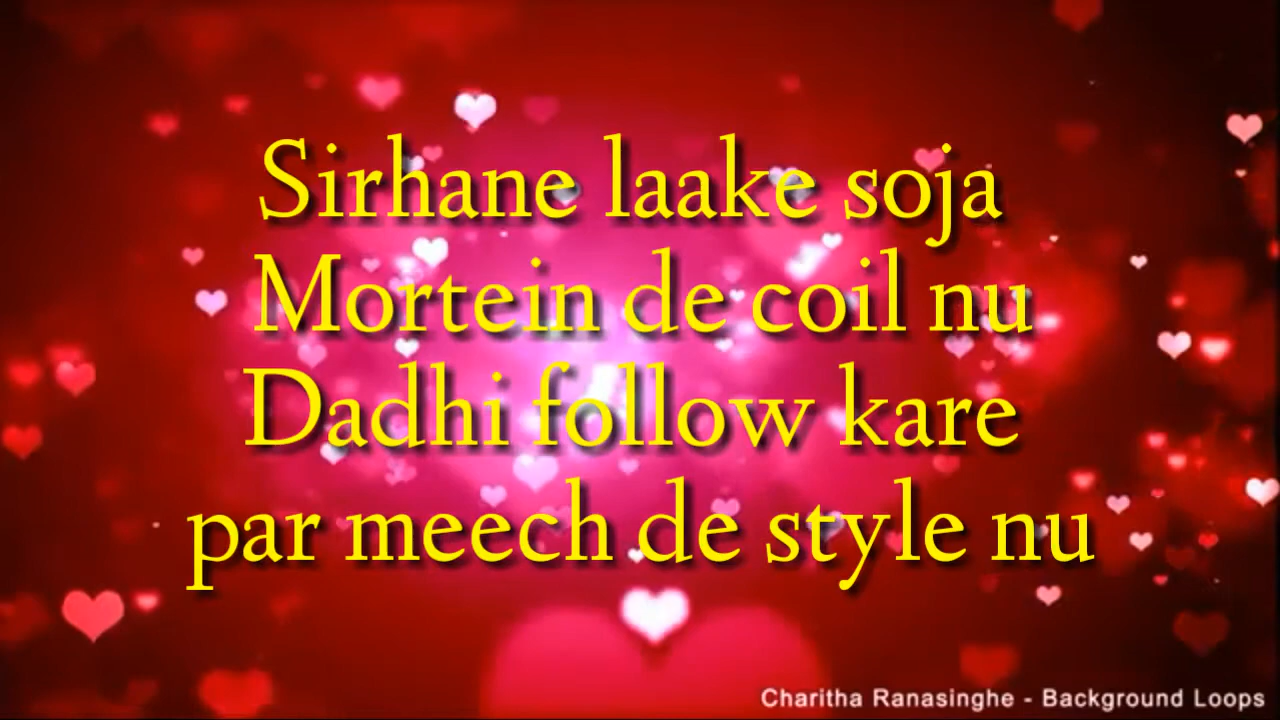 Sirhane laake soja
Mortein de coil nu
Dadhi follow kare
par meech de style nu
Charitha Ranasinghe - Background Loops